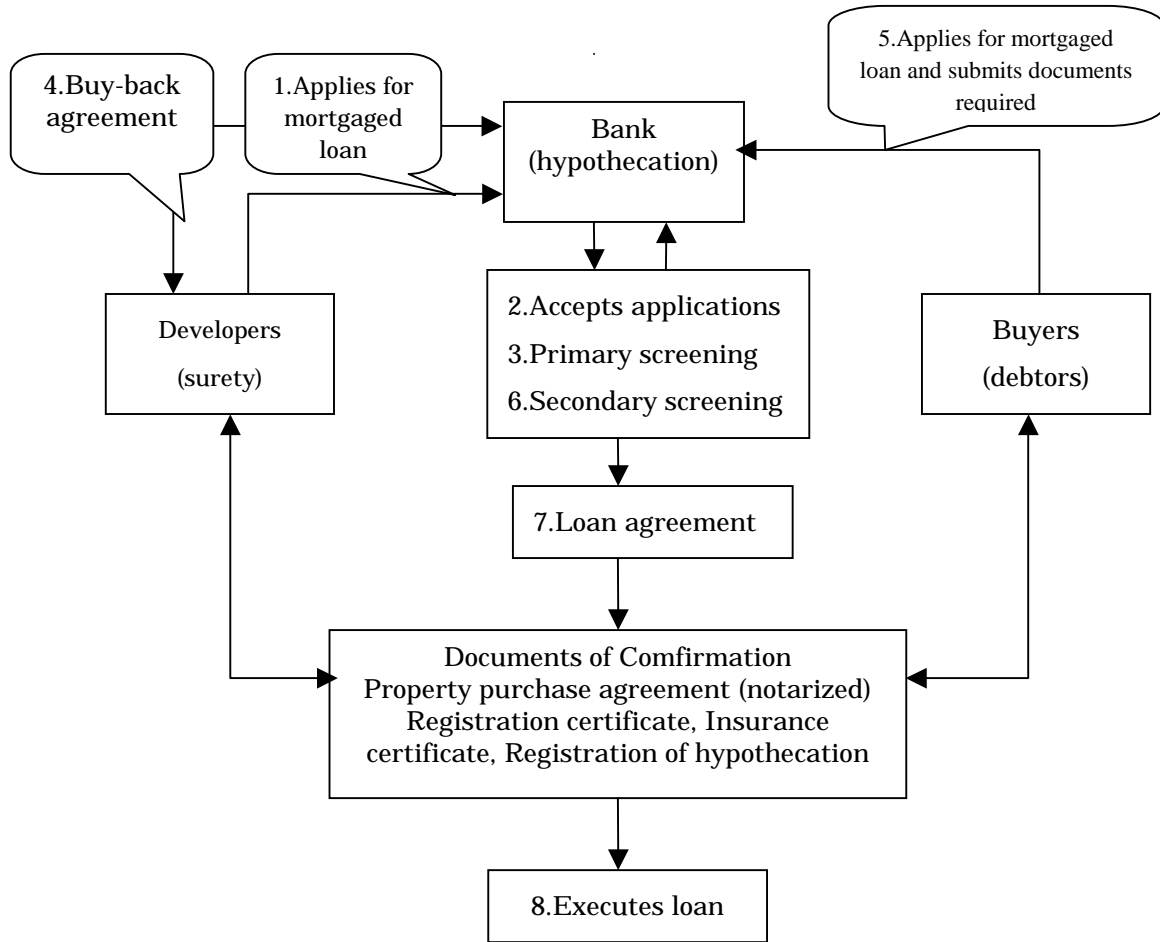 4.Buy-back
agreement
1.Applies for
mortgaged
loan
5.Applies for mortgaged
loan and submits documents
required
Bank
(hypothecation)
Developers
(surety)
2.Accepts applications
3.Primary screening
6.Secondary screening
Buyers
(debtors)
7.Loan agreement
Documents of Comfirmation
Property purchase agreement (notarized)
Registration certificate, Insurance
certificate, Registration of hypothecation
8.Executes loan